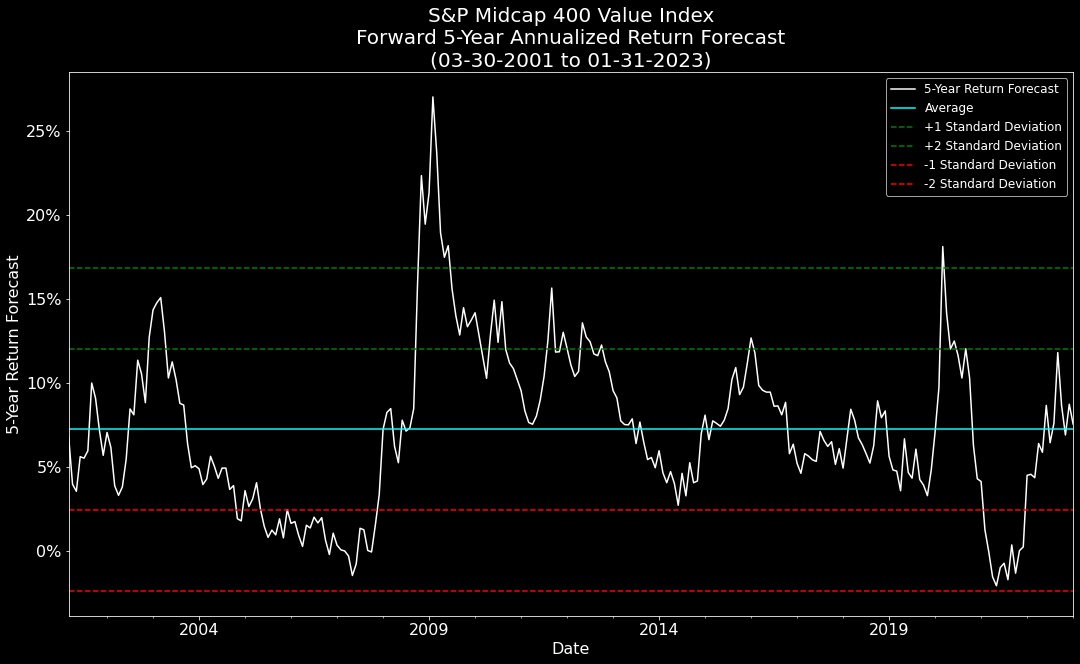 S&P Midcap 400 Value Index
Forward 5-Year Annualized Return Forecast
(03-30-2001 to 01-31-2023)
5-Year Return Forecast
Average
+1 Standard Deviation
+2 Standard Deviation
-1 Standard Deviation
-2 Standard Deviation
5-Year Return Forecast
25%
20%
15%
10%
5%
0%
2004
2009
2014
2019
Date